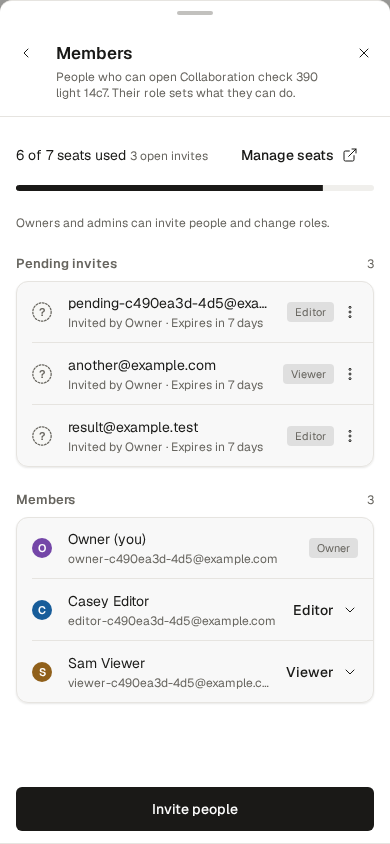 Members
People who can open Collaboration check 390
light 14c7. Their role sets what they can do.
6 of 7 seats used 3 open invites Manage seats
Owners and admins can invite people and change roles.
Pending invites 3
?
pending-c490ea3d-4d5@exa... Editor
Invited by Owner · Expires in 7 days
?
another@example.com Viewer
Invited by Owner · Expires in 7 days
?
result@example.test Editor
Invited by Owner · Expires in 7 days
Members 3
O
Owner (you) Owner
owner-c490ea3d-4d5@example.com
C
Casey Editor Editor
editor-c490ea3d-4d5@example.com
S
Sam Viewer Viewer
viewer-c490ea3d-4d5@example.c...
Invite people